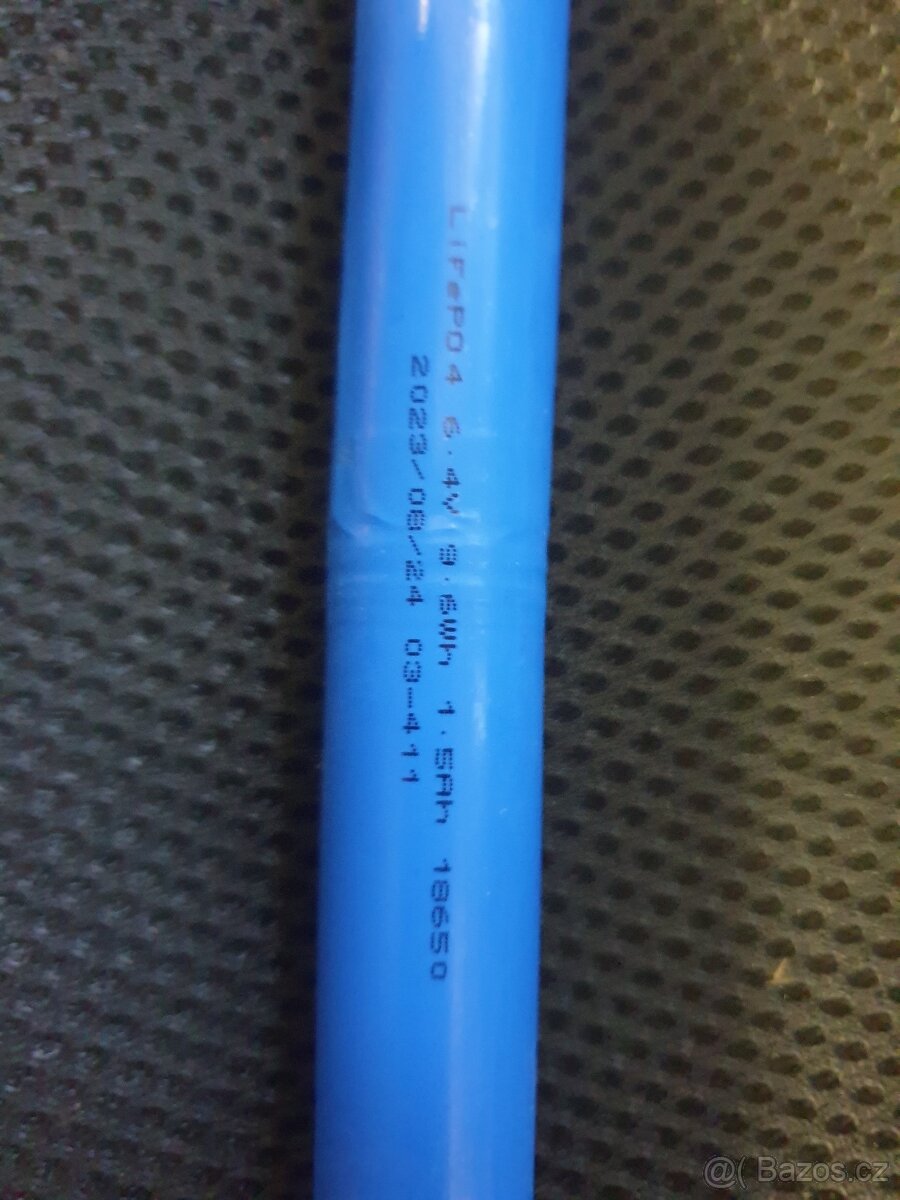 LiFePO4 6.4V 9.6Wh 1.5Ah 18650
2023/08/24 03-411
@( Bazos.cz